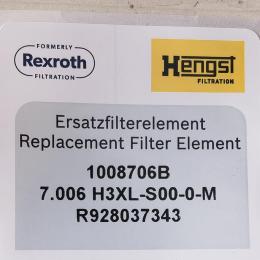 FORMERLY
Rexroth
FILTRATION
Hengst
FILTRATION
Ersatzfilterelement
Replacement Filter Element
1008706B
7.006 H3XL-S00-0-M
R928037343